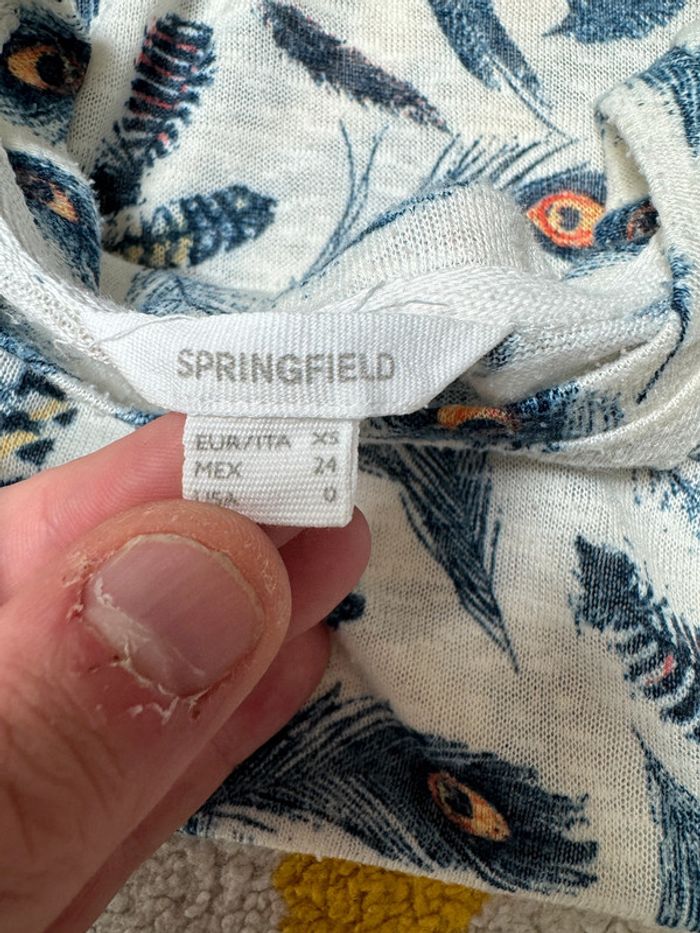 SPRINGFIELD
EUR/ITA XS
MEX 24
USA 0